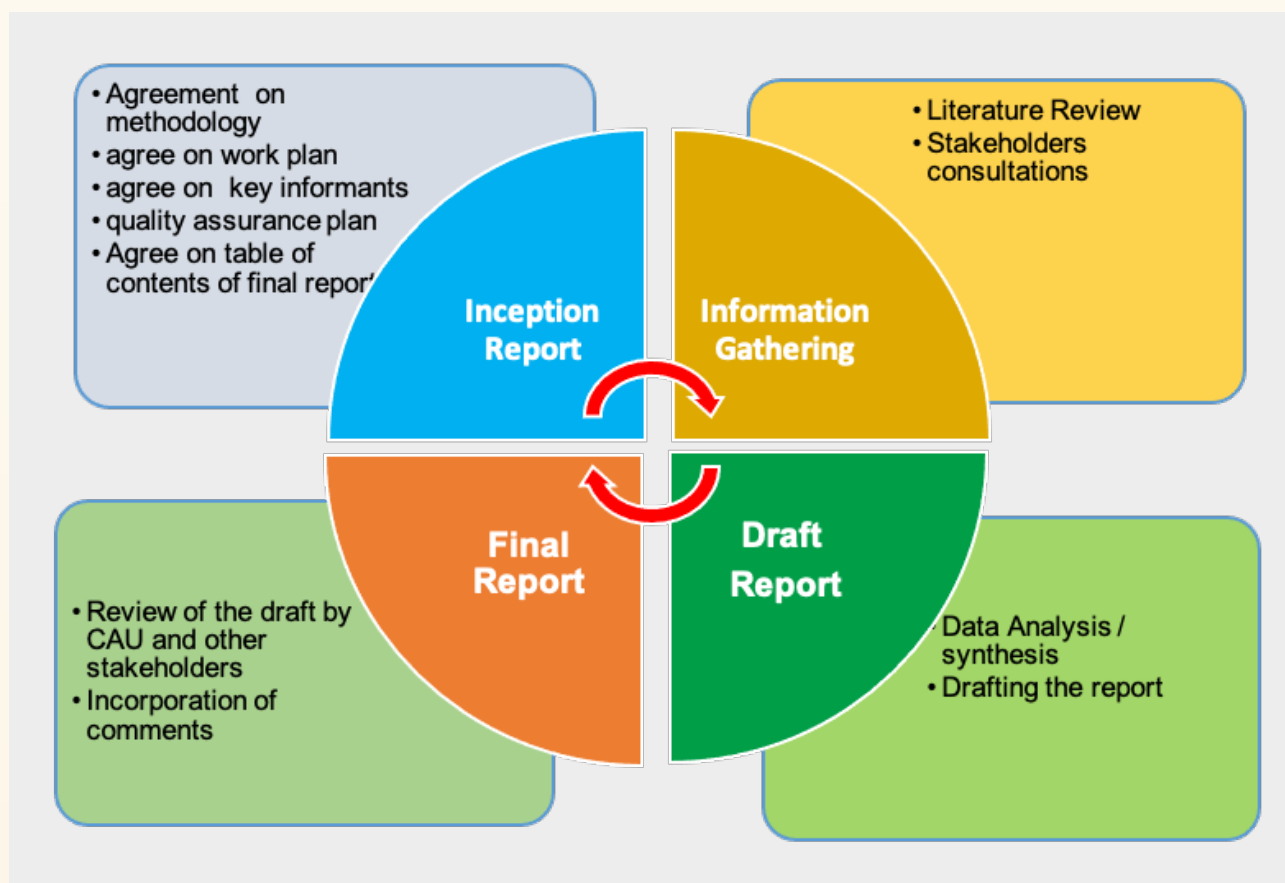 • Agreement on
methodology
• agree on work plan
• agree on key informants
• quality assurance plan
• Agree on table of
contents of final report
• Literature Review
• Stakeholders
consultations
Inception
Report
Information
Gathering
Final
Report
Draft
Report
• Review of the draft by
CAU and other
stakeholders
• Incorporation of
comments
• Data Analysis /
synthesis
• Drafting the report